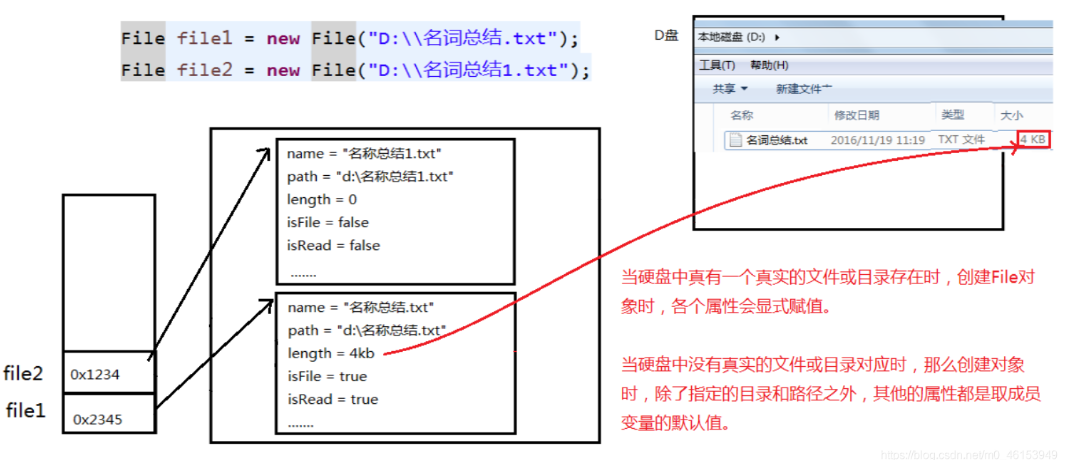 File file1 = new File("D:\\名词总结.txt");
File file2 = new File("D:\\名词总结1.txt");
D盘
本地磁盘 (D:)
工具(T) 帮助(H)
共享 新建文件
名称 修改日期 类型 大小
名词总结.txt 2016/11/19 11:19 TXT 文件 4 KB
name = "名称总结1.txt"
path = "d:\名称总结1.txt"
length = 0
isFile = false
isRead = false
.......
name = "名称总结.txt"
path = "d:\名称总结.txt"
length = 4kb
isFile = true
isRead = true
.......
file2 0x1234
file1 0x2345
当硬盘中真有一个真实的文件或目录存在时，创建File对
象时，各个属性会显式赋值。
当硬盘中没有真实的文件或目录对应时，那么创建对象
时，除了指定的目录和路径之外，其他的属性都是取成员
变量的默认值。
https://blog.csdn.net/m0_46153949